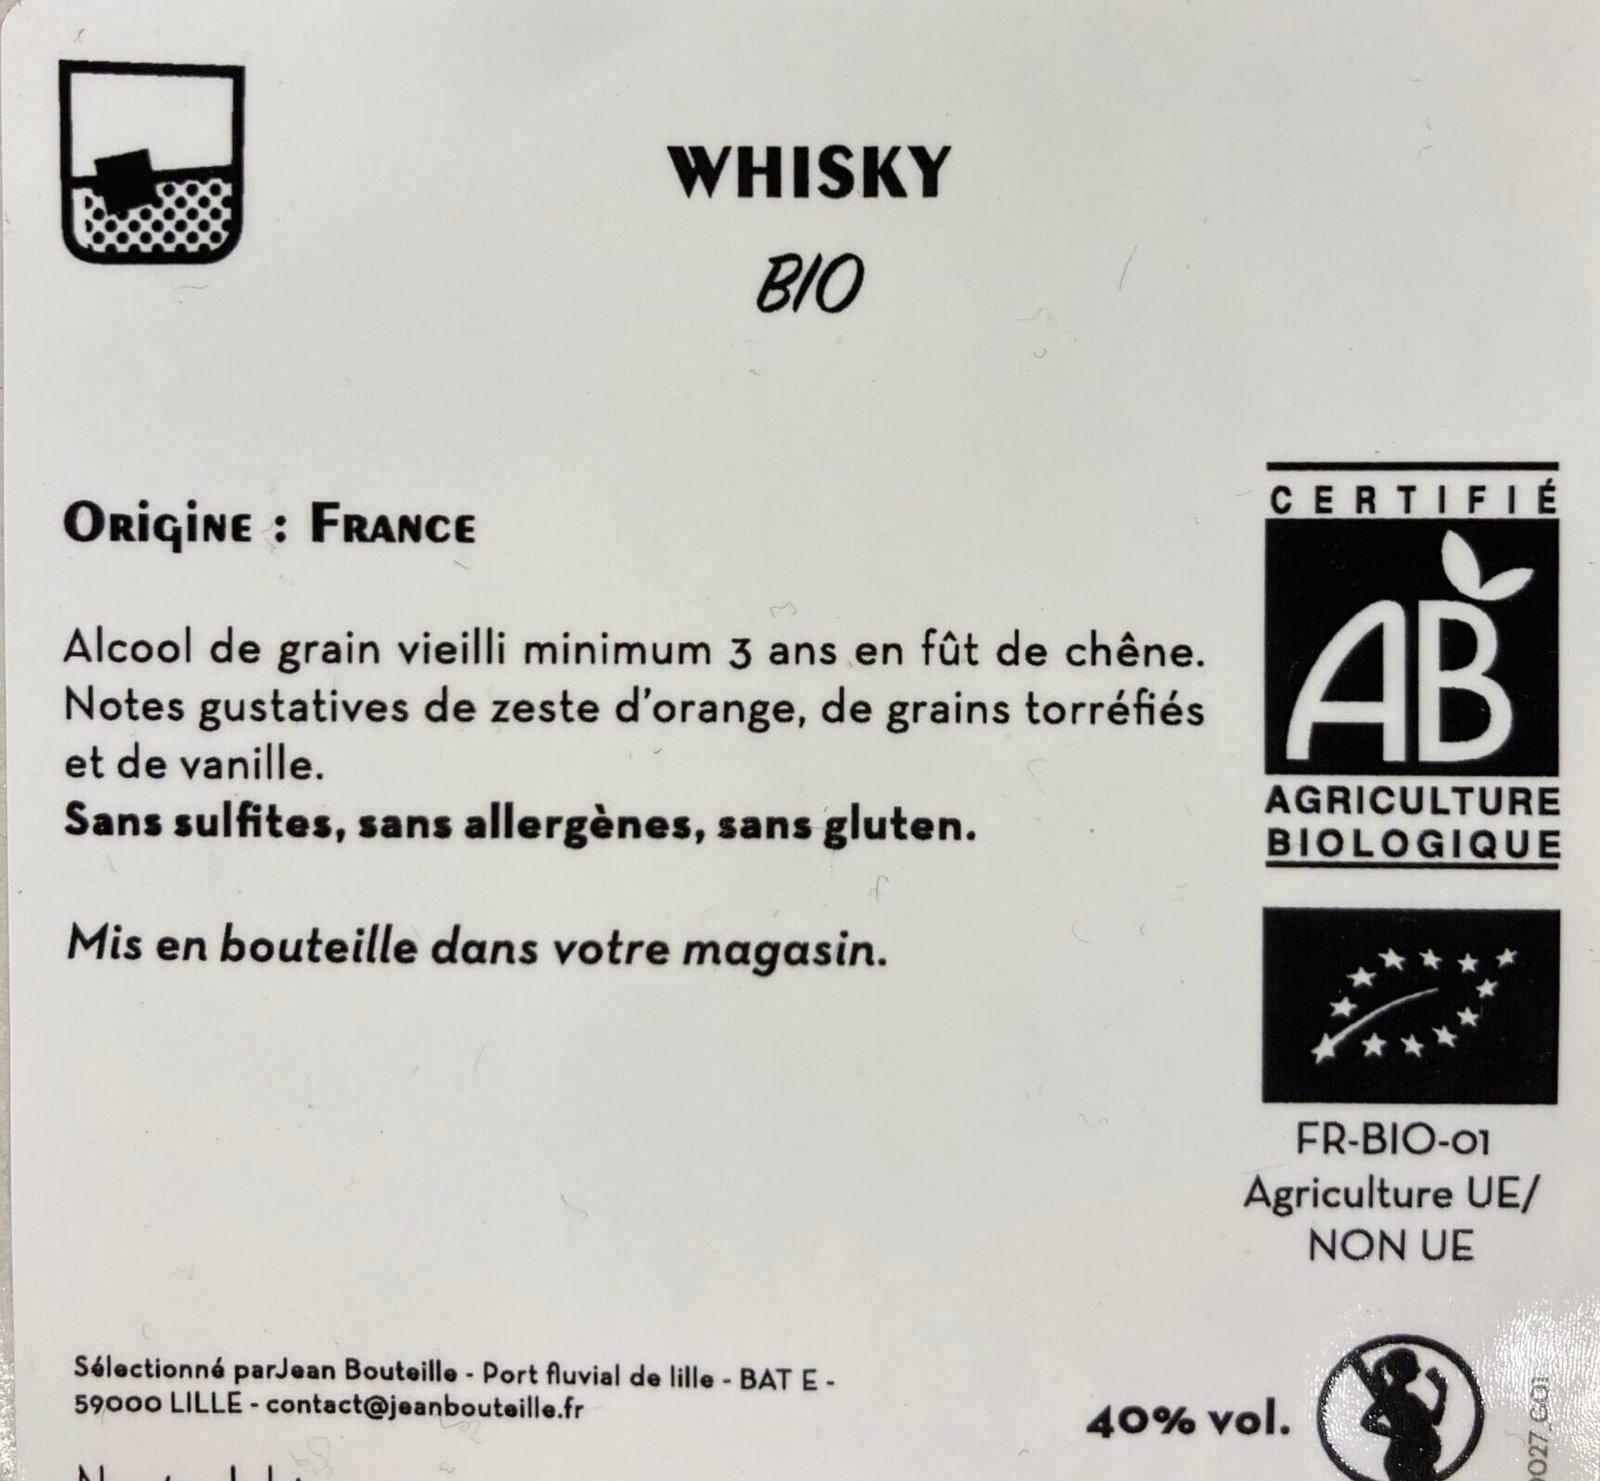 WHISKY
BIO
Origine : France
Alcool de grain vieilli minimum 3 ans en fût de chêne.
Notes gustatives de zeste d'orange, de grains torréfiés
et de vanille.
Sans sulfites, sans allergènes, sans gluten.
Mis en bouteille dans votre magasin.
CERTIFIÉ
AB
AGRICULTURE
BIOLOGIQUE
FR-BIO-01
Agriculture UE/
NON UE
Sélectionné parJean Bouteille - Port fluvial de lille - BAT E -
59000 LILLE - contact@jeanbouteille.fr
40% vol.